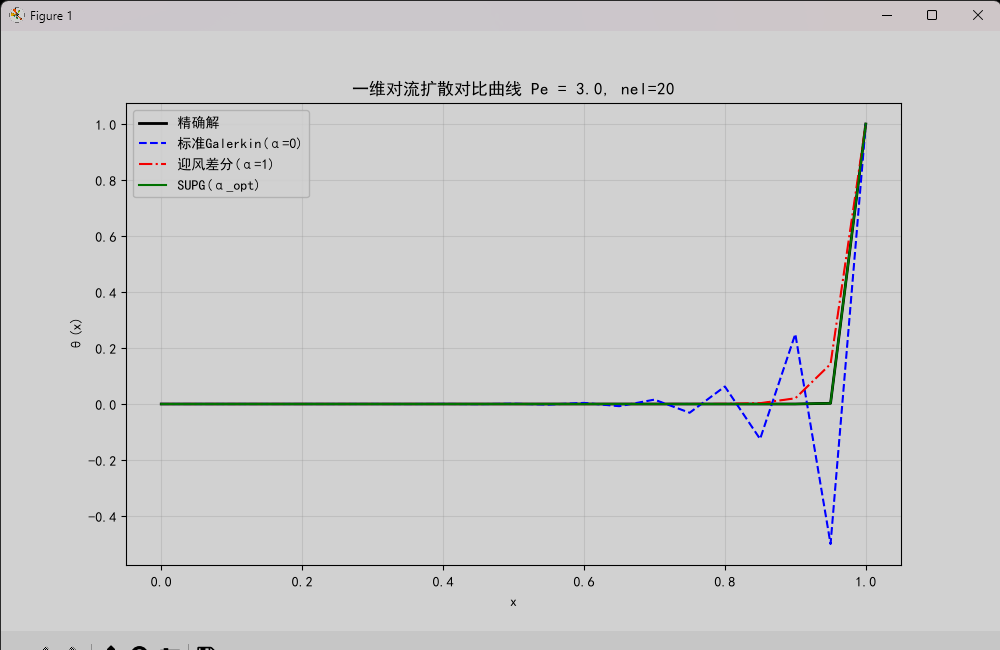 Figure 1
一维对流扩散对比曲线 Pe = 3.0, nel=20
精确解
标准Galerkin(α=0)
迎风差分(α=1)
SUPG(α_opt)
1.0
0.8
0.6
0.4
0.2
0.0
−0.2
−0.4
θ(x)
0.0 0.2 0.4 0.6 0.8 1.0
x